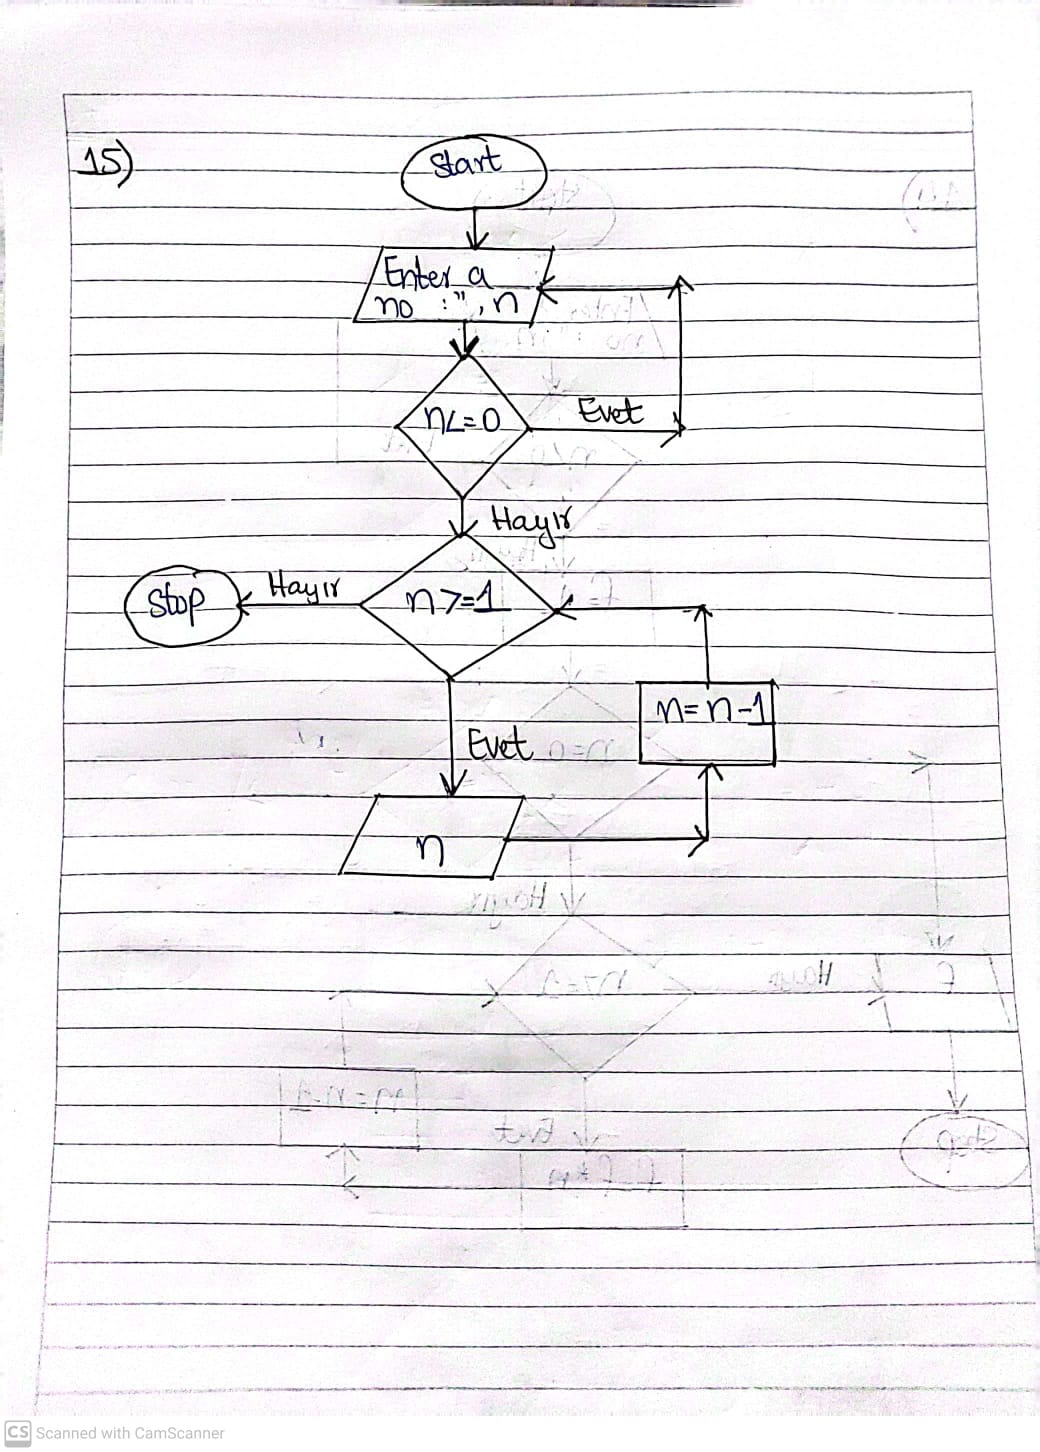 15)
Start
Enter a
no :", n
n<=0
Evet
Hayır
n>=1
Hayır
Stop
Evet
n=n-1
n
CS Scanned with CamScanner